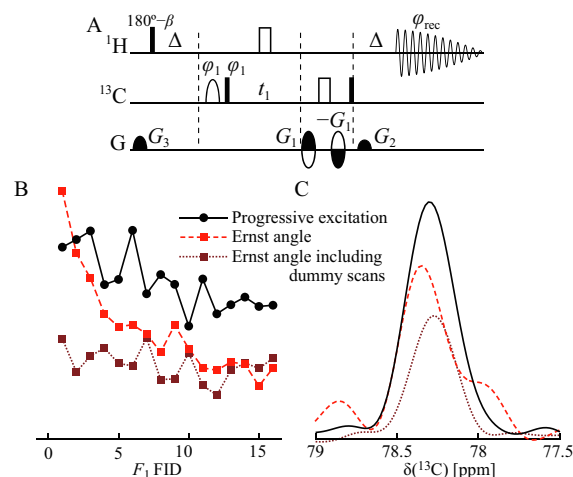 A
180°−β
¹H
Δ
Δ
φrec
φ₁ φ₁
¹³C
t₁
−G₁
G
G₃
G₁
G₂
B
C
Progressive excitation
Ernst angle
Ernst angle including
dummy scans
0 5 10 15
F₁ FID
79 78.5 78 77.5
δ(¹³C) [ppm]